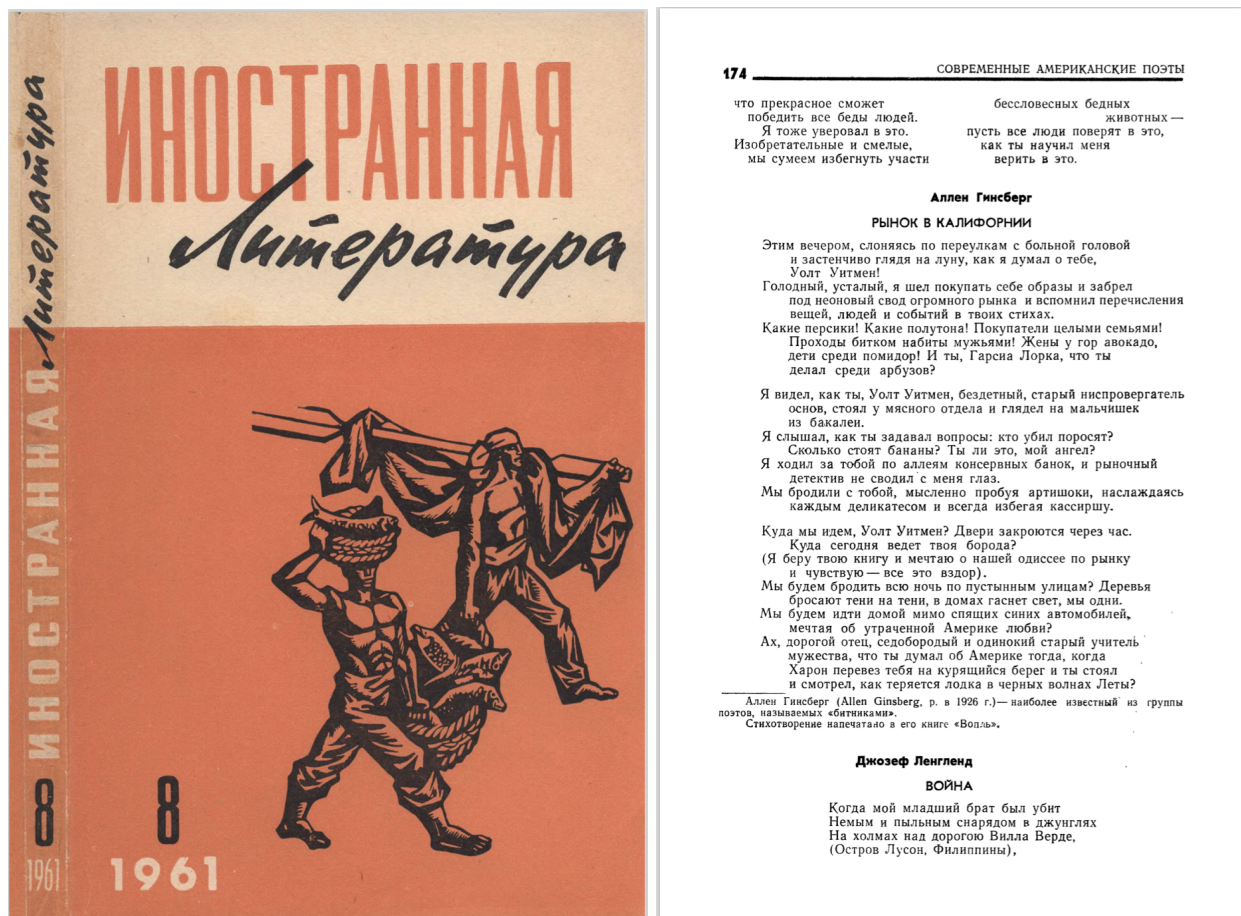 ИНОСТРАННАЯ
Литература
8
1961
Литература
ИНОСТРАННАЯ
8
1961
174
СОВРЕМЕННЫЕ АМЕРИКАНСКИЕ ПОЭТЫ
что прекрасное сможет
победить все беды людей.
Я тоже уверовал в это.
Изобретательные и смелые,
мы сумеем избегнуть участи
бессловесных бедных
животных —
пусть все люди поверят в это,
как ты научил меня
верить в это.
Аллен Гинсберг
РЫНОК В КАЛИФОРНИИ
Этим вечером, слоняясь по переулкам с больной головой
и застенчиво глядя на луну, как я думал о тебе,
Уолт Уитмен!
Голодный, усталый, я шел покупать себе образы и забрел
под неоновый свод огромного рынка и вспомнил перечисления
вещей, людей и событий в твоих стихах.
Какие персики! Какие полутона! Покупатели целыми семьями!
Проходы битком набиты мужьями! Жены у гор авокадо,
дети среди помидор! И ты, Гарсиа Лорка, что ты
делал среди арбузов?
Я видел, как ты, Уолт Уитмен, бездетный, старый ниспровергатель
основ, стоял у мясного отдела и глядел на мальчишек
из бакалеи.
Я слышал, как ты задавал вопросы: кто убил поросят?
Сколько стоят бананы? Ты ли это, мой ангел?
Я ходил за тобой по аллеям консервных банок, и рыночный
детектив не сводил с меня глаз.
Мы бродили с тобой, мысленно пробуя артишоки, наслаждаясь
каждым деликатесом и всегда избегая кассиршу.
Куда мы идем, Уолт Уитмен? Двери закроются через час.
Куда сегодня ведет твоя борода?
(Я беру твою книгу и мечтаю о нашей одиссее по рынку
и чувствую — все это вздор).
Мы будем бродить всю ночь по пустынным улицам? Деревья
бросают тени на тени, в домах гаснет свет, мы одни.
Мы будем идти домой мимо спящих синих автомобилей,
мечтая об утраченной Америке любви?
Ах, дорогой отец, седобородый и одинокий старый учитель
мужества, что ты думал об Америке тогда, когда
Харон перевез тебя на курящийся берег и ты стоял
и смотрел, как теряется лодка в черных волнах Леты?
Аллен Гинсберг (Allen Ginsberg, р. в 1926 г.) — наиболее известный из группы
поэтов, называемых «битниками».
Стихотворение напечатано в его книге «Вопль».
Джозеф Ленгленд
ВОЙНА
Когда мой младший брат был убит
Немым и пыльным снарядом в джунглях
На холмах над дорогою Вилла Верде,
(Остров Лусон, Филиппины),